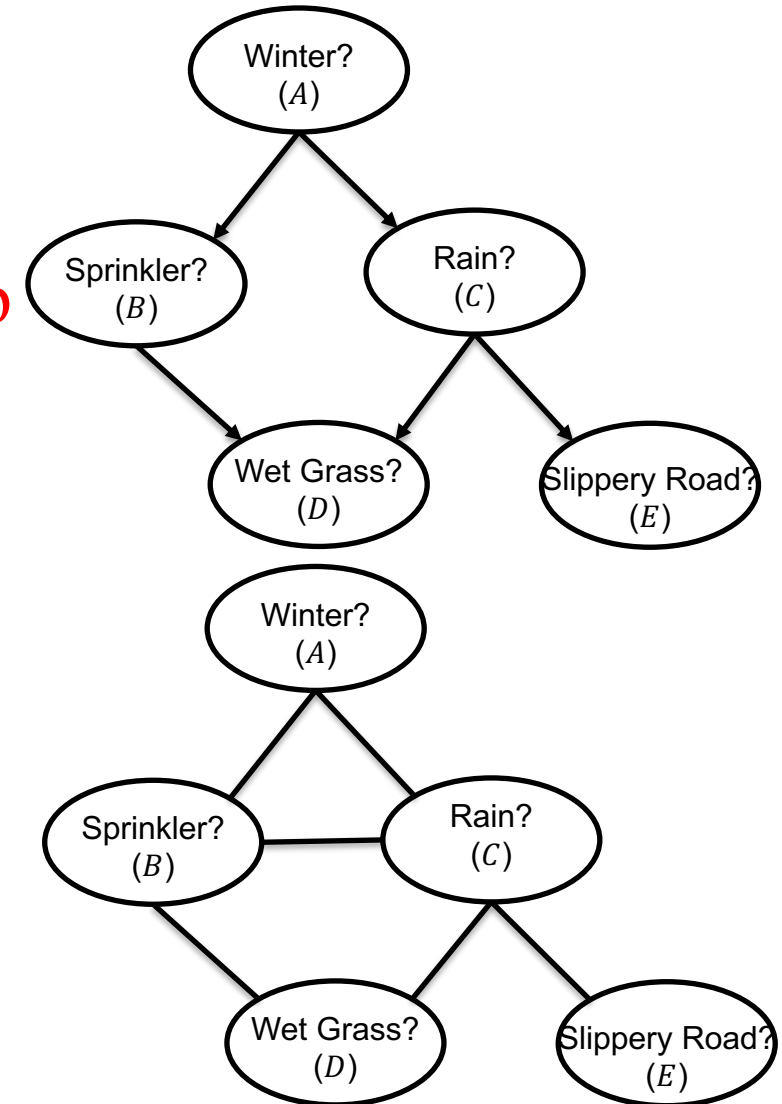 Winter?
(A)
Sprinkler?
(B)
Rain?
(C)
Wet Grass?
(D)
Slippery Road?
(E)
Winter?
(A)
Sprinkler?
(B)
Rain?
(C)
Wet Grass?
(D)
Slippery Road?
(E)